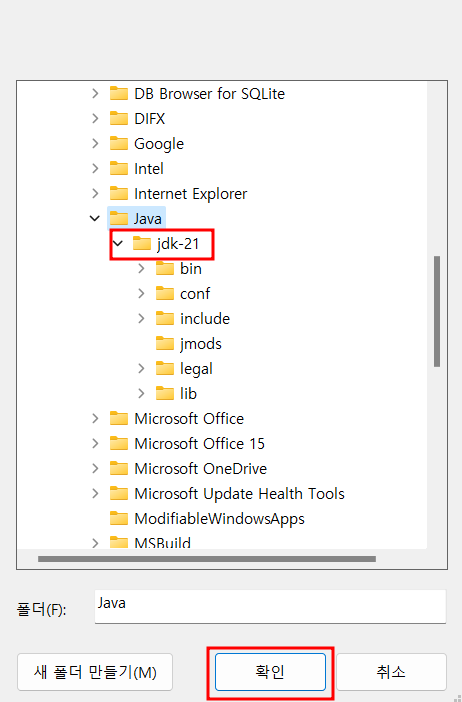 DB Browser for SQLite
DIFX
Google
Intel
Internet Explorer
Java
jdk-21
bin
conf
include
jmods
legal
lib
Microsoft Office
Microsoft Office 15
Microsoft OneDrive
Microsoft Update Health Tools
ModifiableWindowsApps
MSBuild
폴더(F): Java
새 폴더 만들기(M) 확인 취소